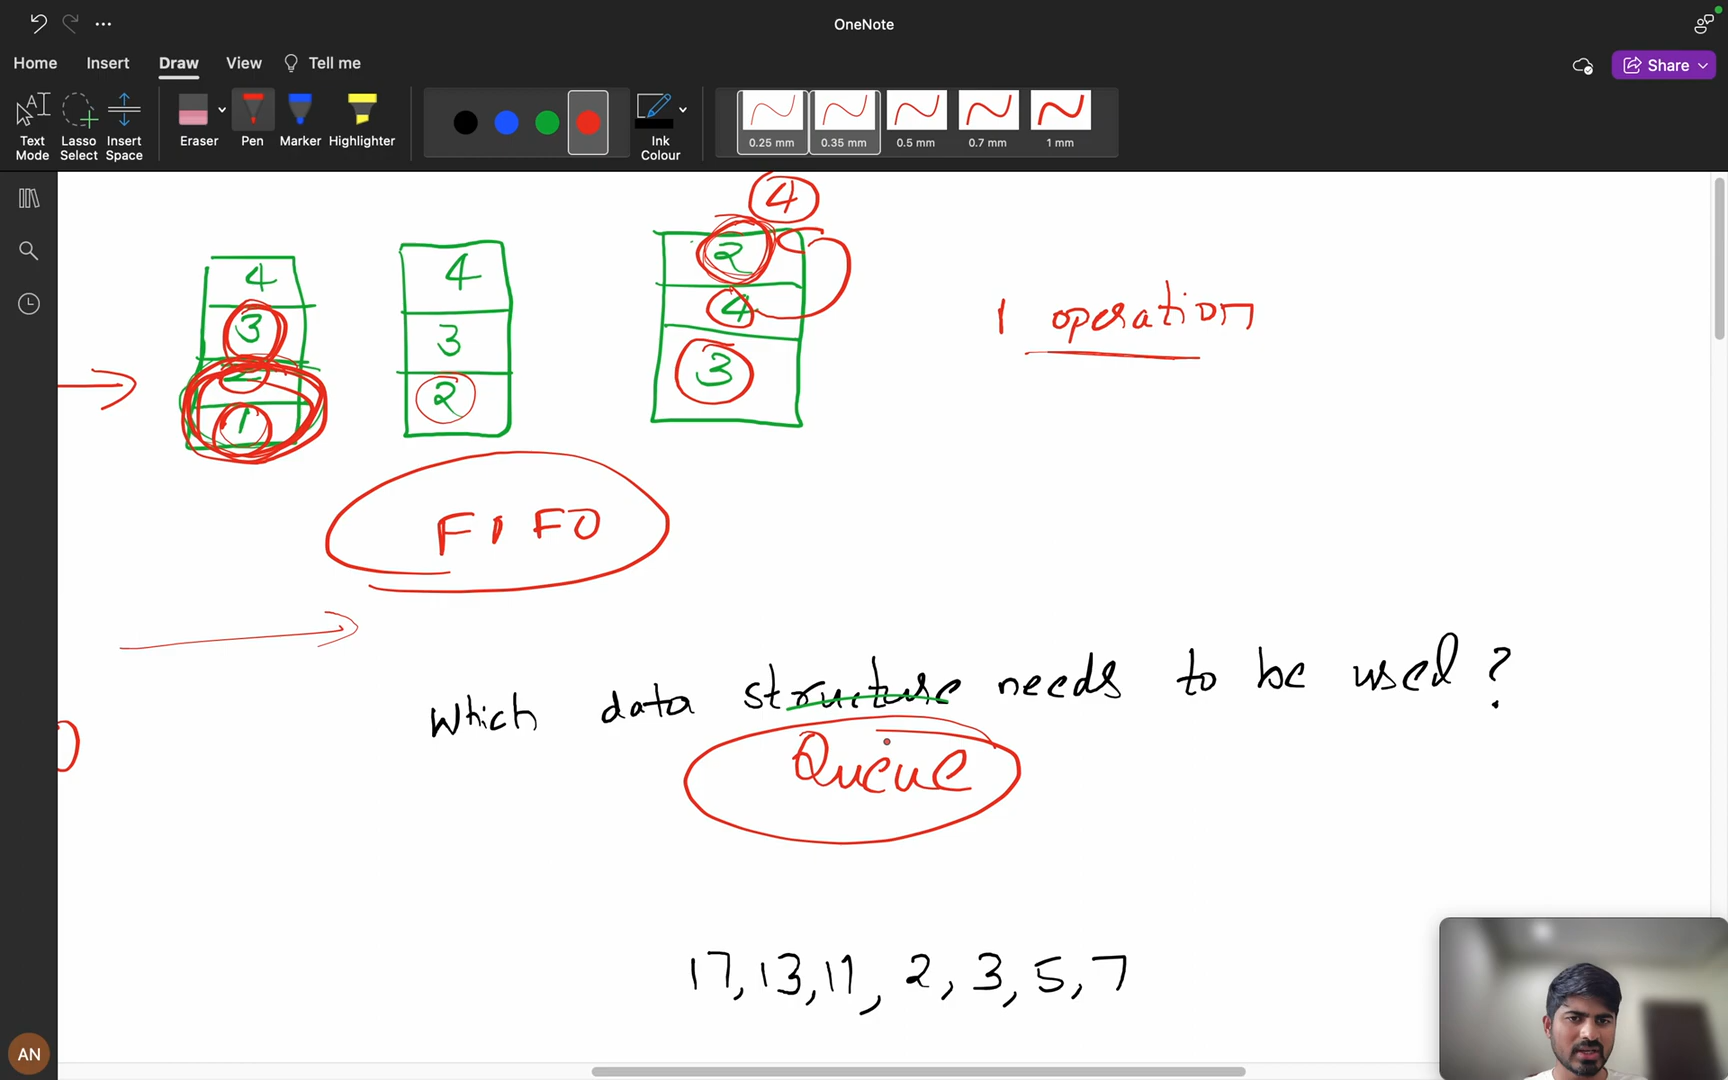 OneNote
Home Insert Draw View Tell me Share
Text Mode
Lasso Select
Insert Space
Eraser
Pen
Marker
Highlighter
Ink Colour
0.25 mm 0.35 mm 0.5 mm 0.7 mm 1 mm
4
4
3
2
1
4
3
2
2
4
3
1 operation
FIFO
Which data structure needs to be used ?
Queue
17, 13, 11, 2, 3, 5, 7
AN